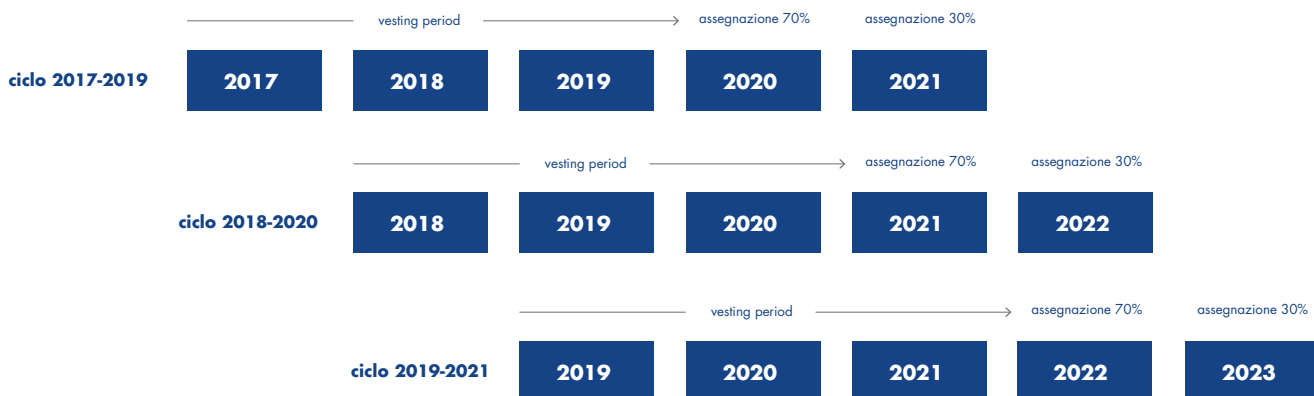 vesting period assegnazione 70% assegnazione 30%
ciclo 2017-2019 2017 2018 2019 2020 2021
vesting period assegnazione 70% assegnazione 30%
ciclo 2018-2020 2018 2019 2020 2021 2022
vesting period assegnazione 70% assegnazione 30%
ciclo 2019-2021 2019 2020 2021 2022 2023